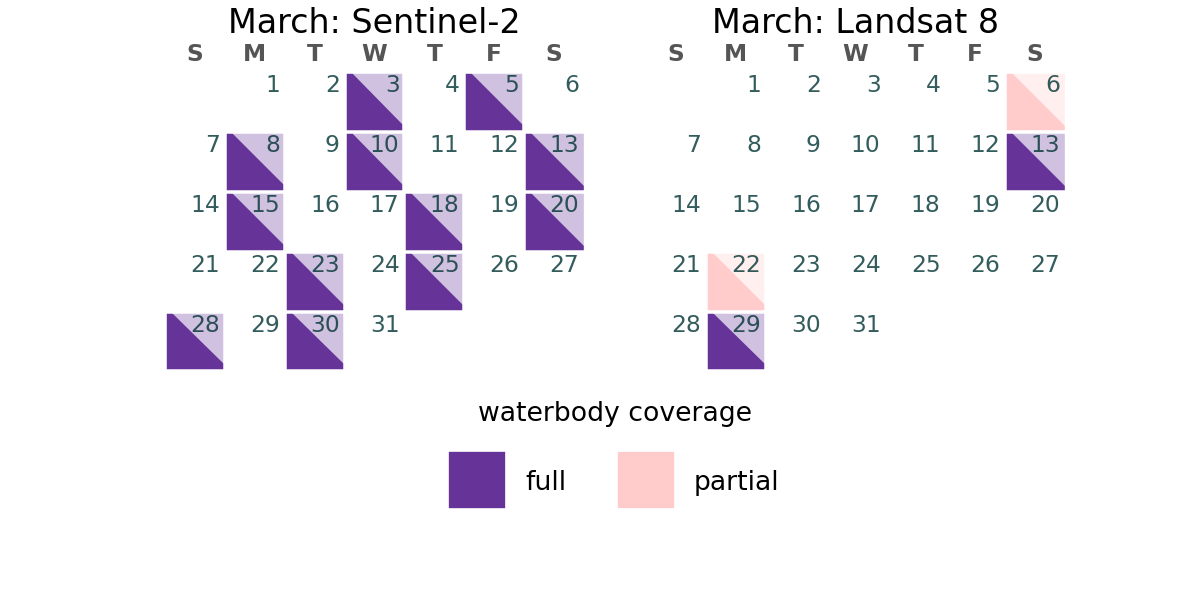 March: Sentinel-2
S M T W T F S
1 2 3 4 5 6
7 8 9 10 11 12 13
14 15 16 17 18 19 20
21 22 23 24 25 26 27
28 29 30 31
March: Landsat 8
S M T W T F S
1 2 3 4 5 6
7 8 9 10 11 12 13
14 15 16 17 18 19 20
21 22 23 24 25 26 27
28 29 30 31
waterbody coverage
full
partial